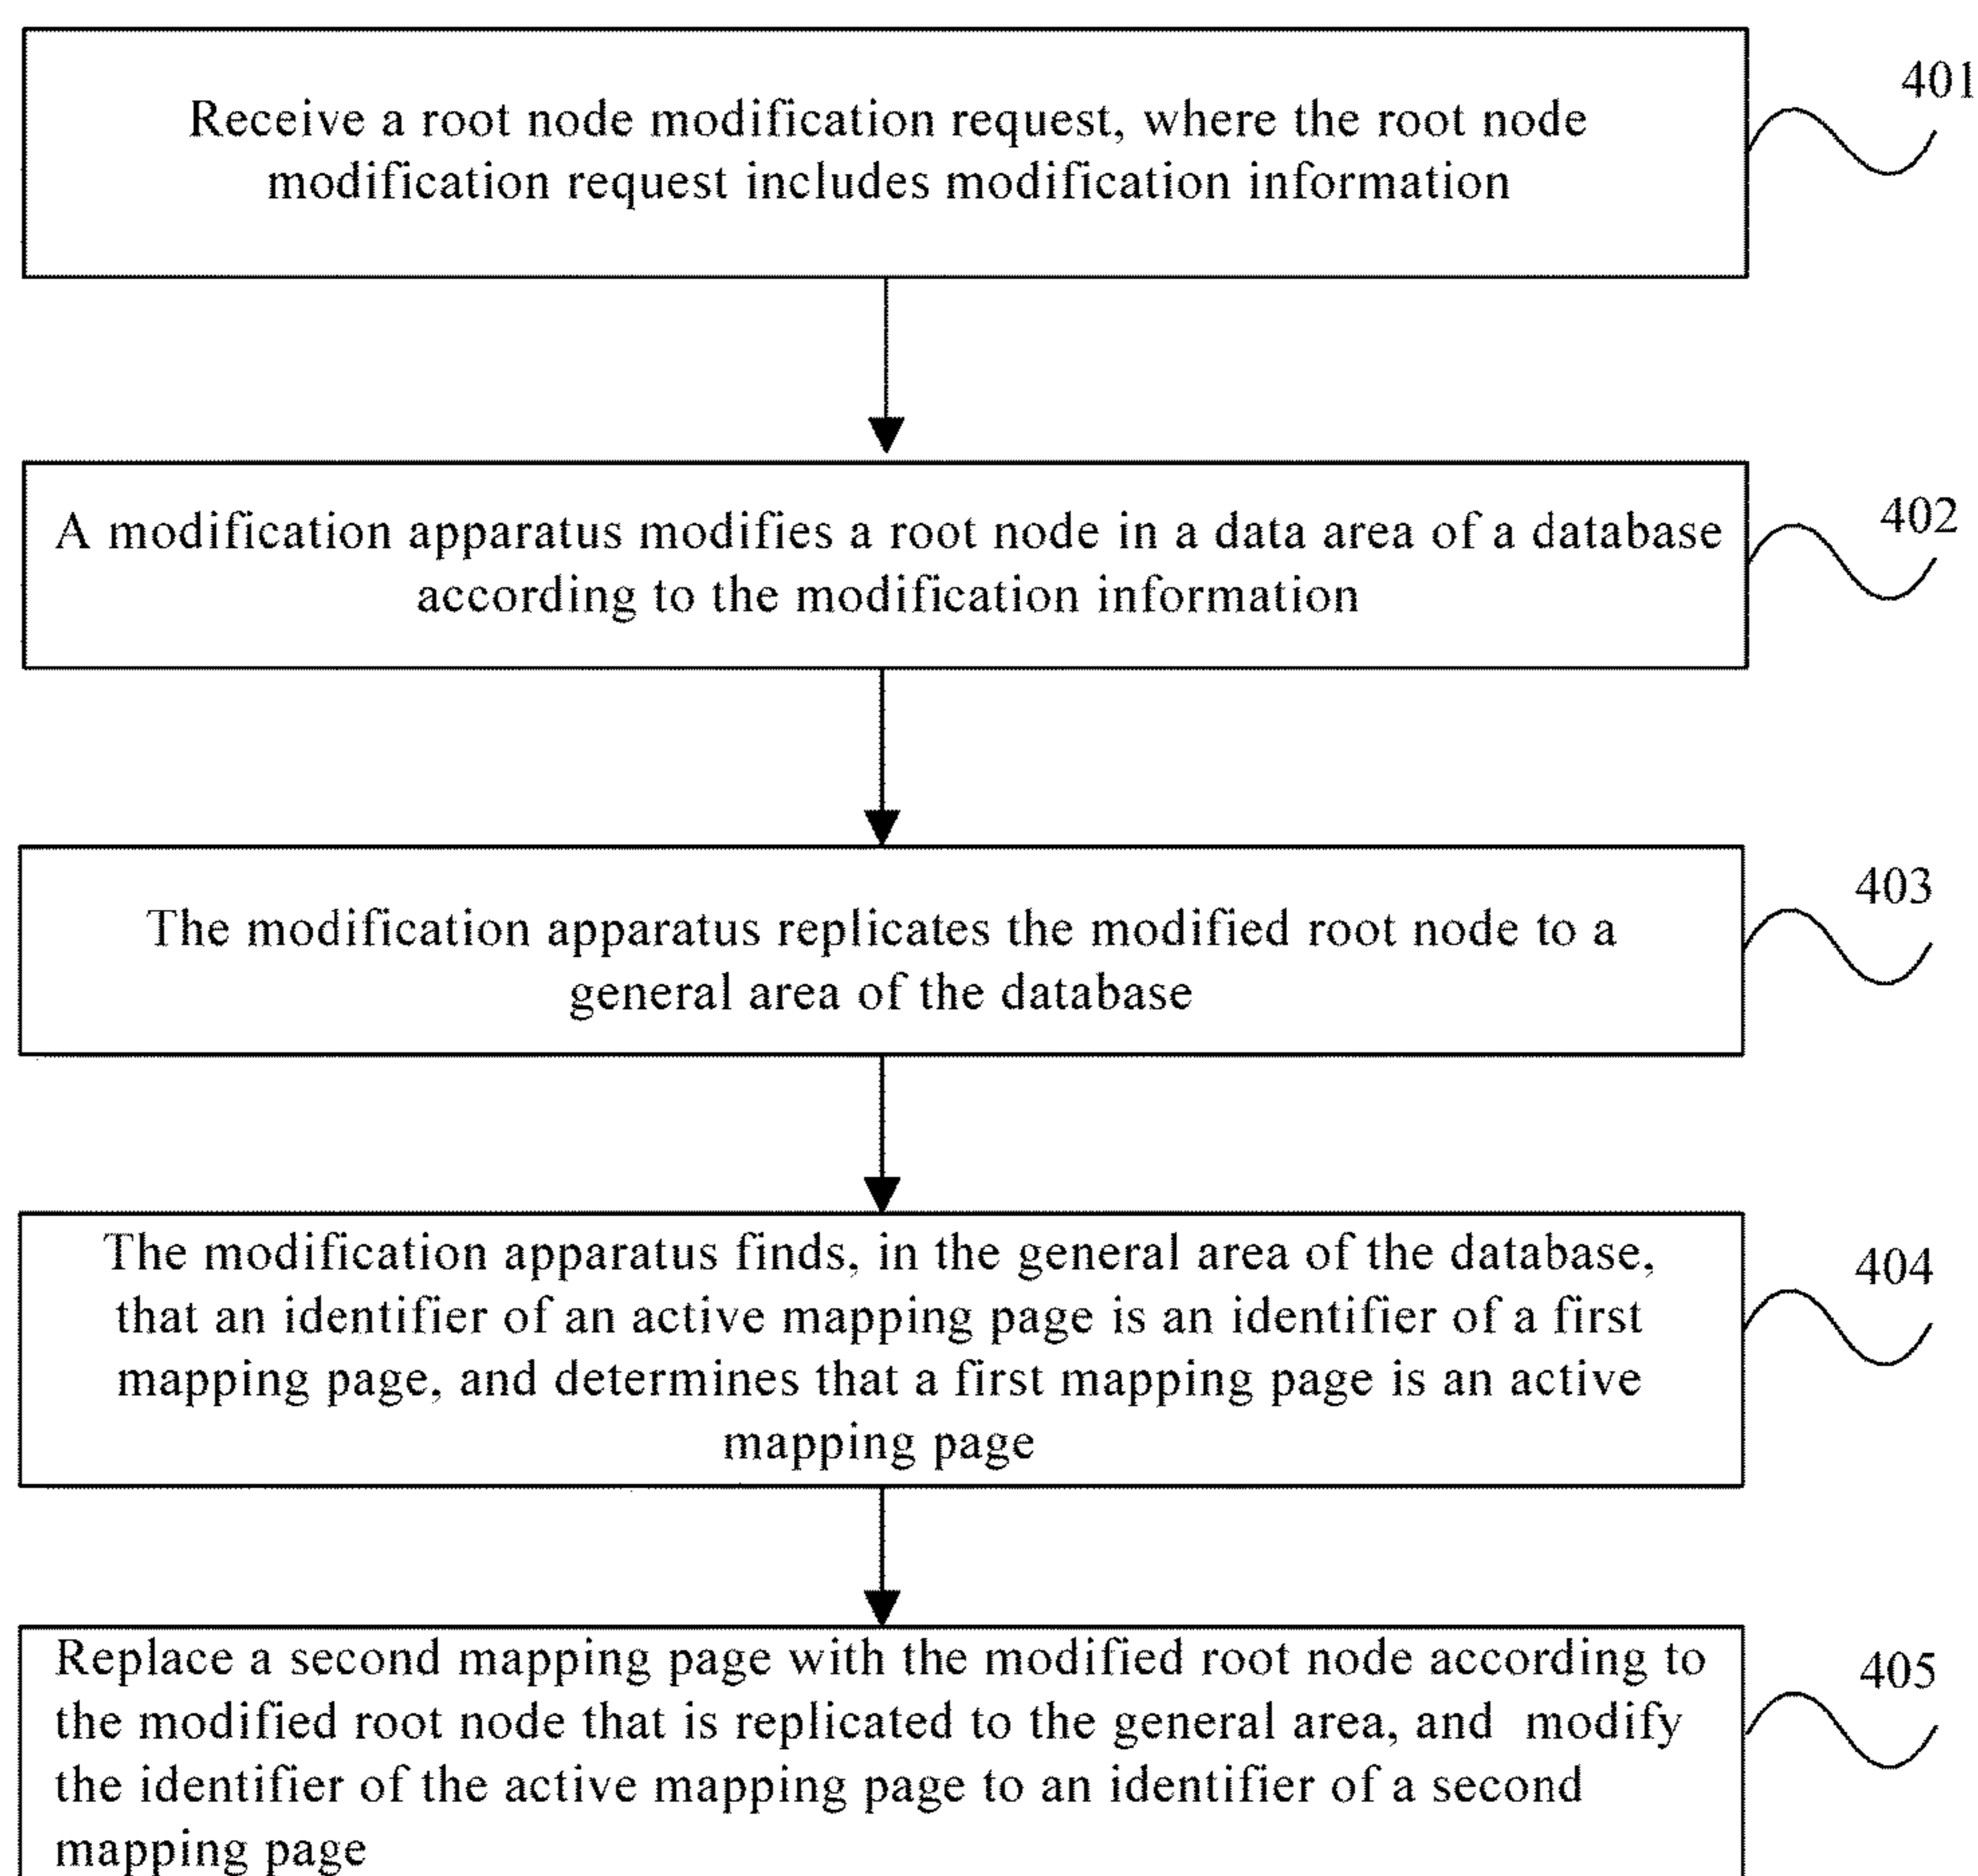 401
Receive a root node modification request, where the root node
modification request includes modification information
402
A modification apparatus modifies a root node in a data area of a database
according to the modification information
403
The modification apparatus replicates the modified root node to a
general area of the database
404
The modification apparatus finds, in the general area of the database,
that an identifier of an active mapping page is an identifier of a first
mapping page, and determines that a first mapping page is an active
mapping page
405
Replace a second mapping page with the modified root node according to
the modified root node that is replicated to the general area, and modify
the identifier of the active mapping page to an identifier of a second
mapping page